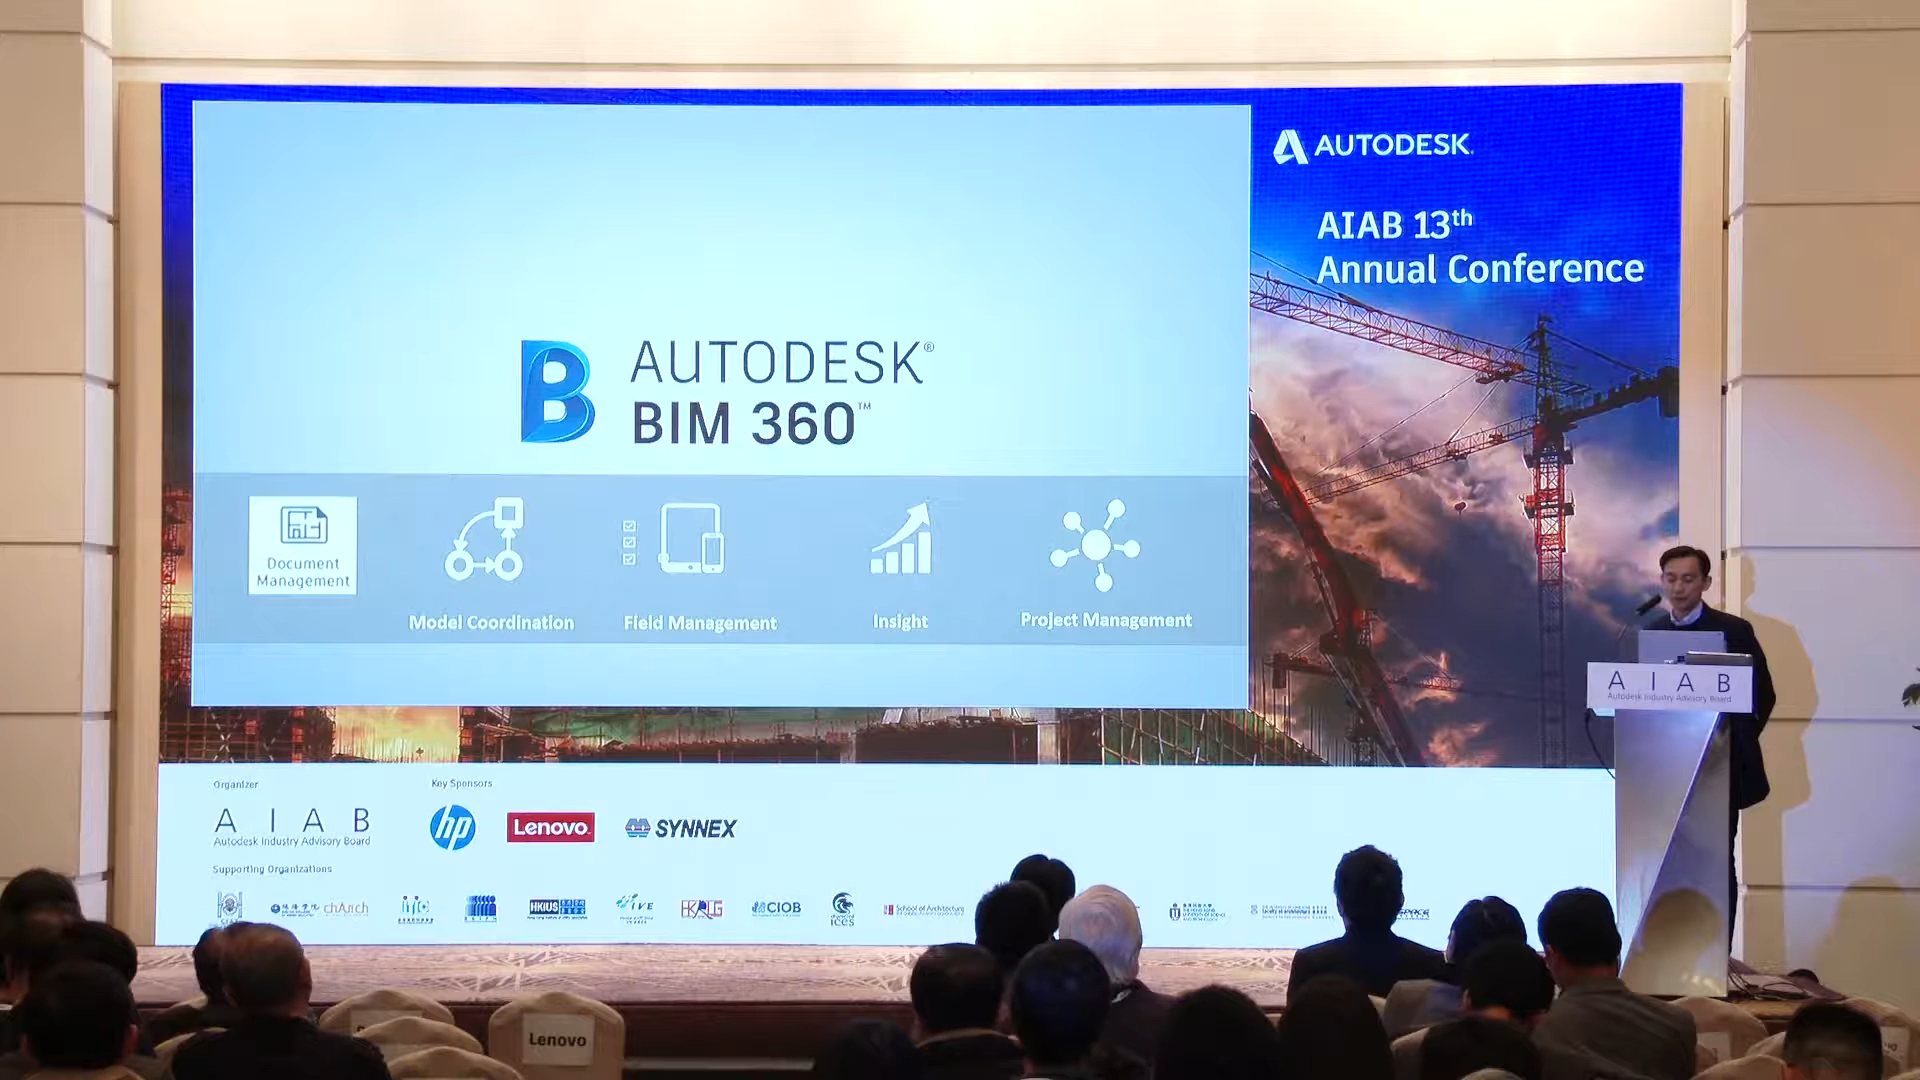 AUTODESK®
BIM 360™
Document
Management
Model Coordination
Field Management
Insight
Project Management
AUTODESK.
AIAB 13th
Annual Conference
A I A B
Autodesk Industry Advisory Board
Organizer
A I A B
Autodesk Industry Advisory Board
Key Sponsors
hp
Lenovo
SYNNEX
Supporting Organizations
chArch
HKIUS
IVE
CIOB
ICES
School of Architecture
Lenovo